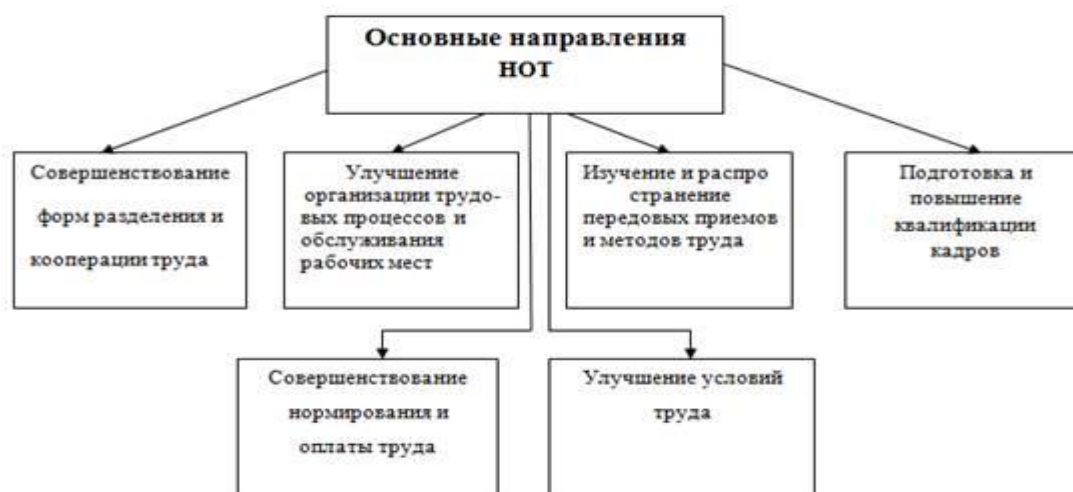 Основные направления
НОТ
Совершенствование
форм разделения и
кооперации труда
Улучшение
организации трудо-
вых процессов и
обслуживания
рабочих мест
Изучение и распро
странение
передовых приемов
и методов труда
Подготовка и
повышение
квалификации
кадров
Совершенствование
нормирования и
оплаты труда
Улучшение условий
труда